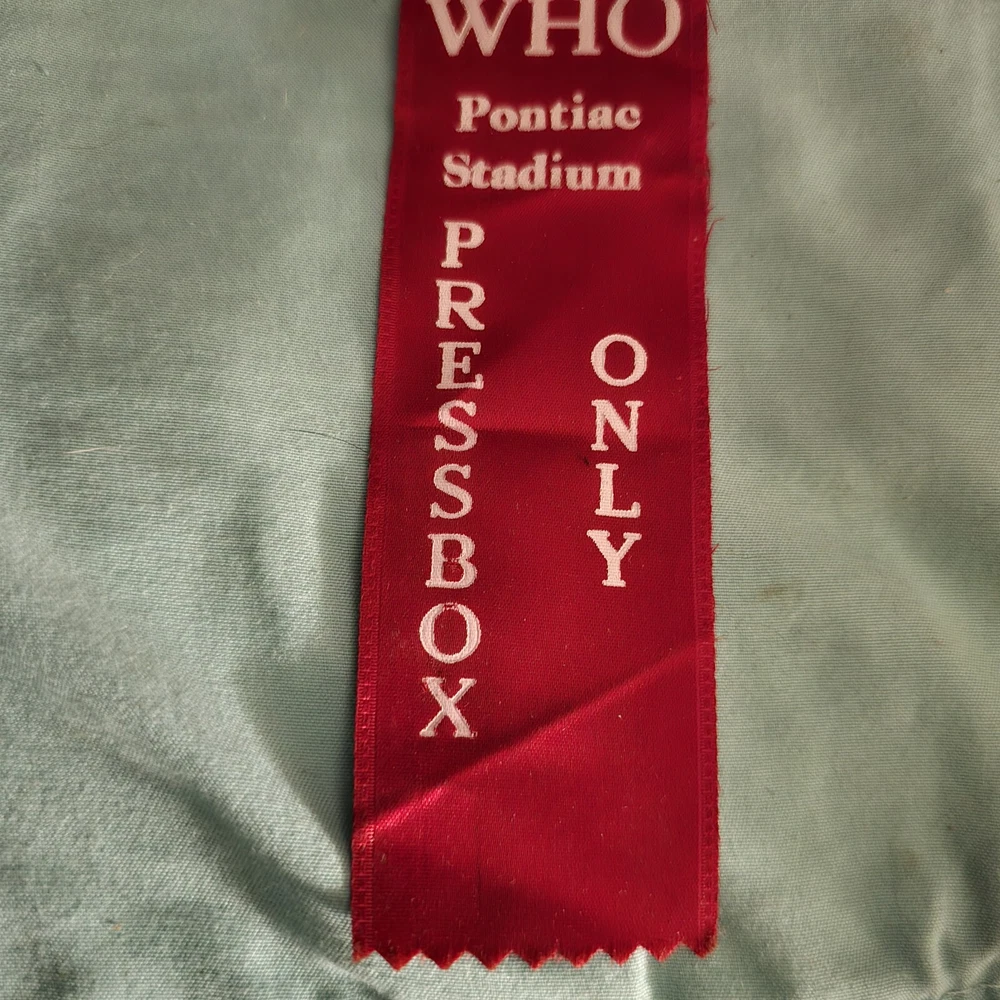 WHO
Pontiac
Stadium
PRESSBOX
ONLY